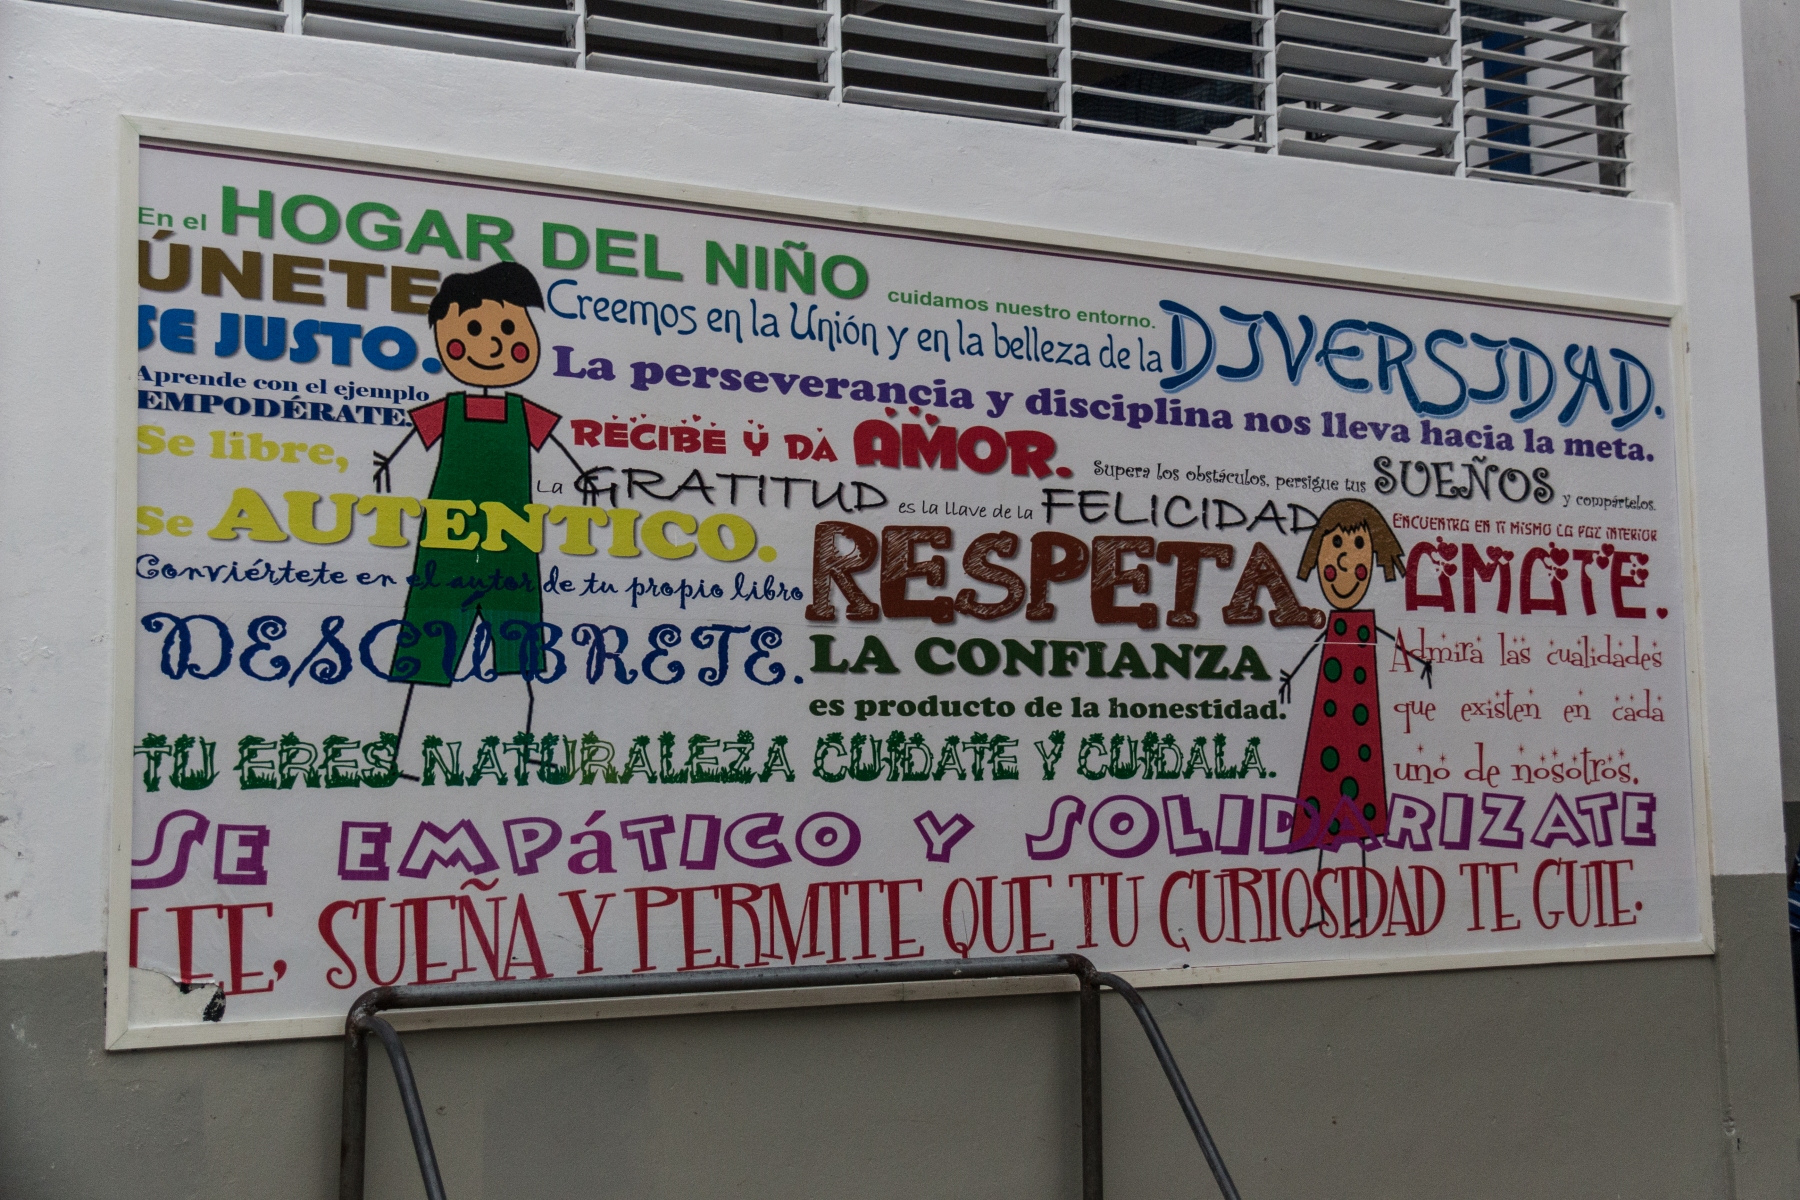 En el HOGAR DEL NIÑO cuidamos nuestro entorno.
ÚNETE
Creemos en la Unión y en la belleza de la DIVERSIDAD.
SE JUSTO.
La perseverancia y disciplina nos lleva hacia la meta.
Aprende con el ejemplo
EMPODÉRATE.
RECIBE Y DA AMOR.
Supera los obstáculos, persigue tus SUEÑOS y compártelos.
Se libre,
La GRATITUD es la llave de la FELICIDAD
Se AUTENTICO.
RESPETA.
ENCUENTRA EN TI MISMO LA PAZ INTERIOR
AMATE.
Conviértete en el autor de tu propio libro
DESCUBRETE.
LA CONFIANZA
es producto de la honestidad.
Admira las cualidades
que existen en cada
uno de nosotros.
TU ERES NATURALEZA CUIDATE Y CUIDALA.
SE EMPáTICO Y SOLIDARIZATE
LEE, SUEÑA Y PERMITE QUE TU CURIOSIDAD TE GUIE.